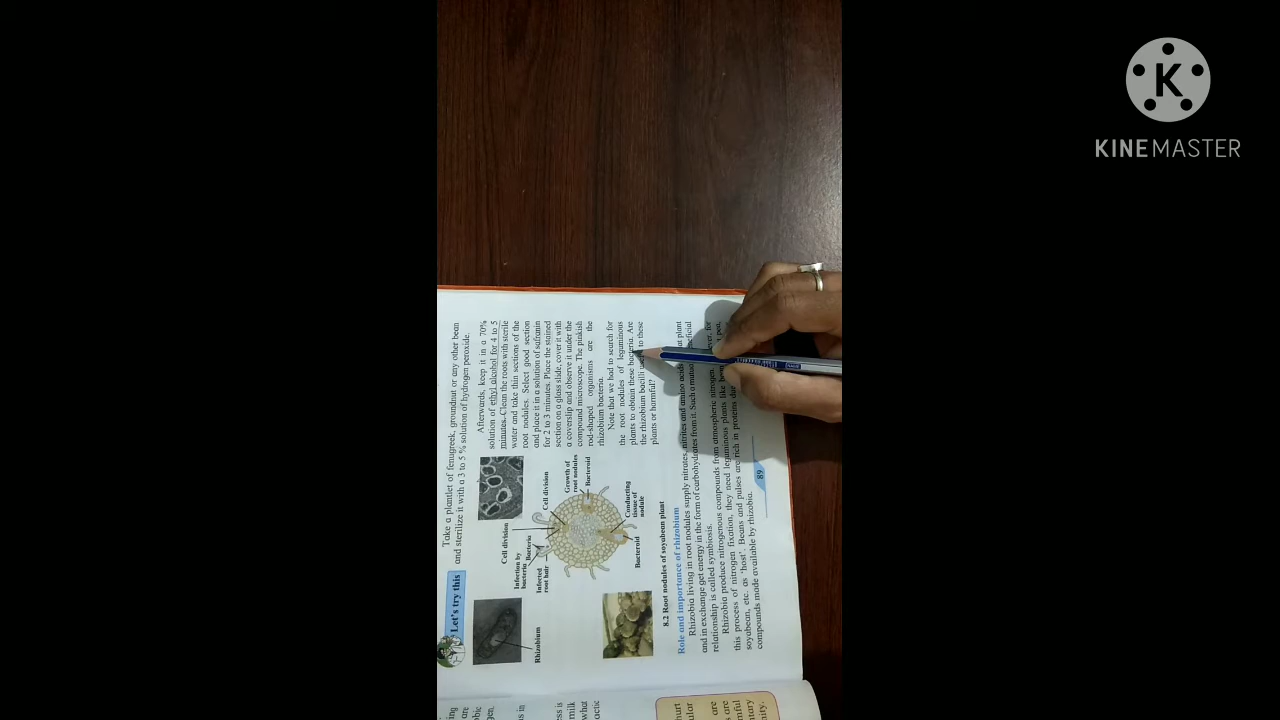 Let's try this
Take a plantlet of fenugreek, groundnut or any other bean
and sterilize it with a 3 to 5 % solution of hydrogen peroxide.
Afterwards, keep it in a 70%
solution of ethyl alcohol for 4 to 5
minutes. Clean the roots with sterile
water and take thin sections of the
root nodules. Select good section
and place it in a solution of safranin
for 2 to 3 minutes. Place the stained
section on a glass slide, cover it with
a coverslip and observe it under the
compound microscope. The pinkish
rod-shaped organisms are the
rhizobium bacteria.
Note that we had to search for
the root nodules of leguminous
plants to obtain these bacteria. Are
the rhizobium bacilli to these
plants or harmful?
Rhizobium
Cell division
Infection by
bacteria
Bacteria
Infected
root hair
Cell division
Growth of
root nodules
Bacteroid
Conducting
tissue of
nodule
Bacteroid
8.2 Root nodules of soyabean plant
Role and importance of rhizobium
Rhizobia living in root nodules supply nitrates, nitrites and amino acids plant
and in exchange get energy in the form of carbohydrates from it. Such a
relationship is called symbiosis.
Rhizobia produce nitrogenous compounds from atmospheric nitrogen. for
this process of nitrogen fixation, they need leguminous plants like
soyabean, etc. as 'host'. Beans and pulses are rich in proteins
compounds made available by rhizobia.
89
KINEMASTER